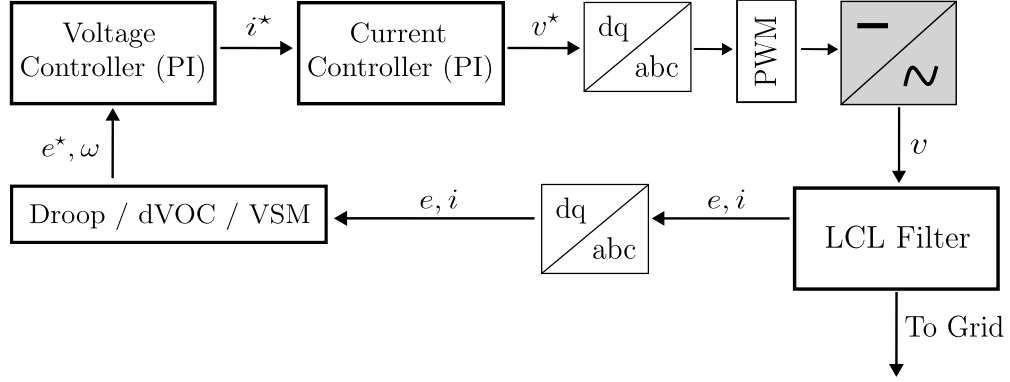 Voltage
Controller (PI)
i⋆
Current
Controller (PI)
v⋆
dq
abc
PWM
v
e⋆, ω
Droop / dVOC / VSM
e, i
dq
abc
e, i
LCL Filter
To Grid